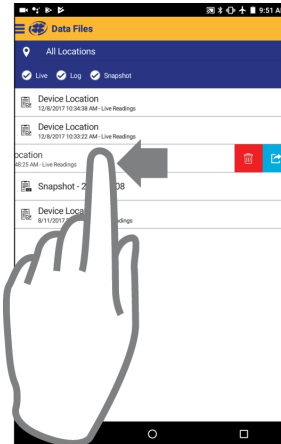 9:51 AM
Data Files
All Locations
Live Log Snapshot
Device Location
12/8/2017 10:34:38 AM - Live Readings
Device Location
12/8/2017 10:33:22 AM - Live Readings
ocation
48:25 AM - Live Readings
Snapshot - 2 08
Device Loca
8/11/2017 dings